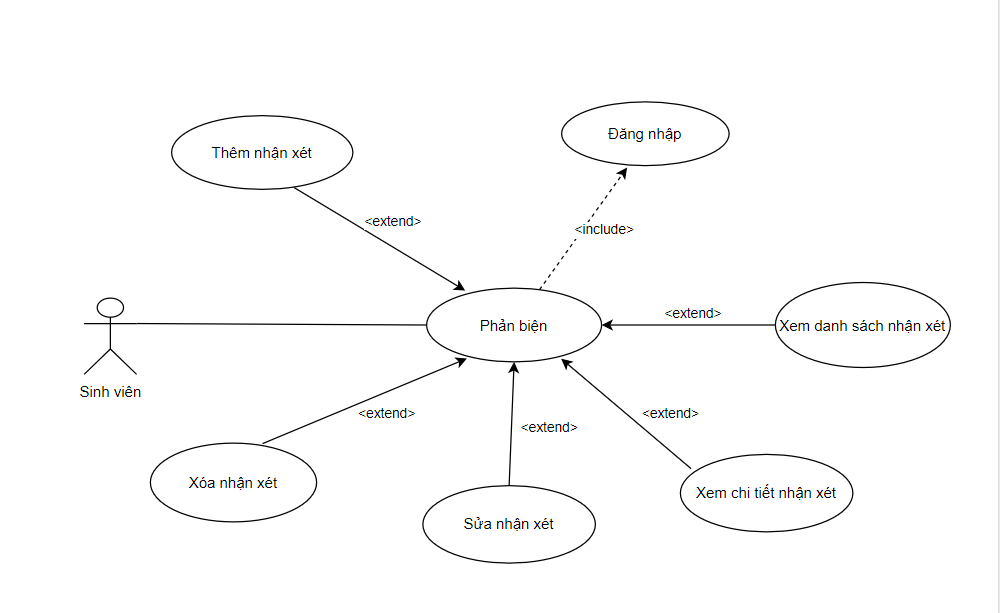 Đăng nhập
Thêm nhận xét
<extend>
<include>
<extend>
Phản biện
Xem danh sách nhận xét
Sinh viên
<extend>
<extend>
<extend>
Xóa nhận xét
Xem chi tiết nhận xét
Sửa nhận xét